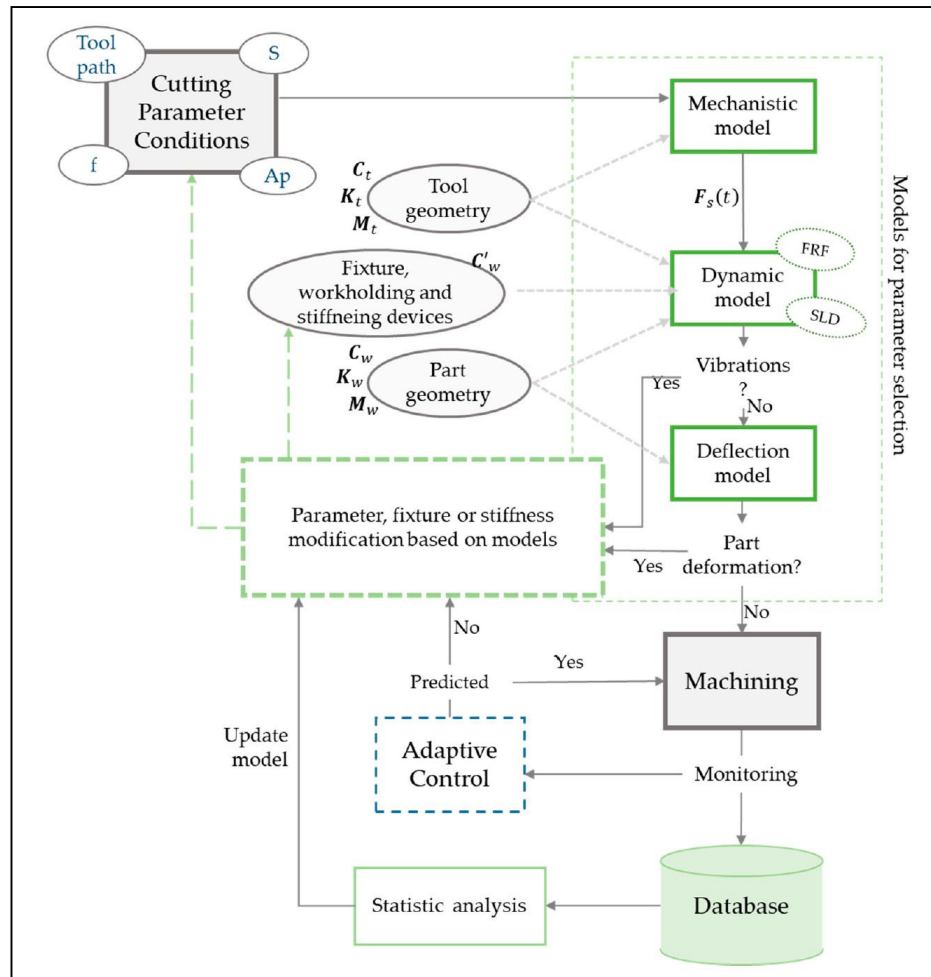 Tool
path
S
Cutting
Parameter
Conditions
f
Ap
Mechanistic
model
C_t
K_t
M_t
Tool
geometry
F_s(t)
Models for parameter selection
FRF
C'_w
Fixture,
workholding and
stiffneing devices
Dynamic
model
SLD
C_w
K_w
M_w
Part
geometry
Yes
Vibrations
?
No
Deflection
model
Parameter, fixture or stiffness
modification based on models
Yes
Part
deformation?
No
No
Yes
Predicted
Machining
Update
model
Adaptive
Control
Monitoring
Statistic analysis
Database